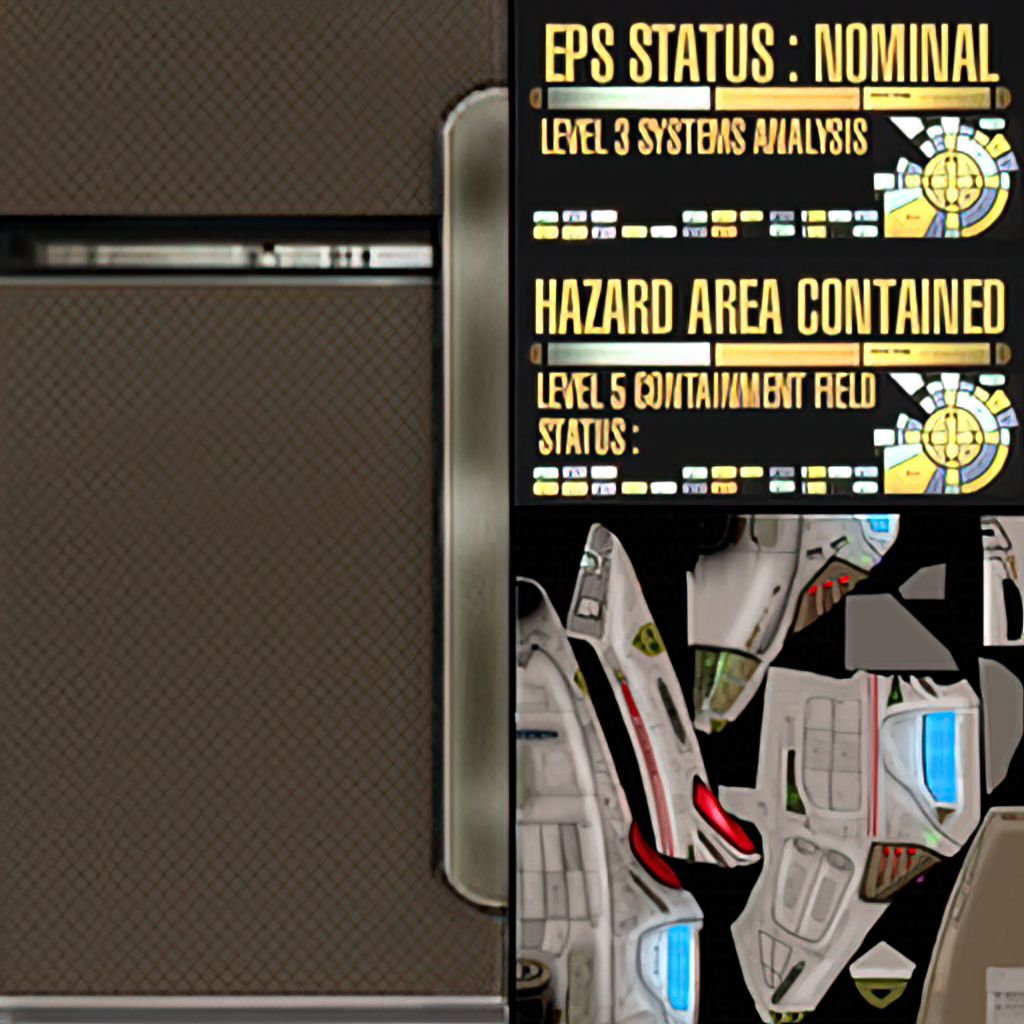 EPS STATUS : NOMINAL
LEVEL 3 SYSTEMS ANALYSIS
HAZARD AREA CONTAINED
LEVEL 5 CONTAINMENT FIELD
STATUS :